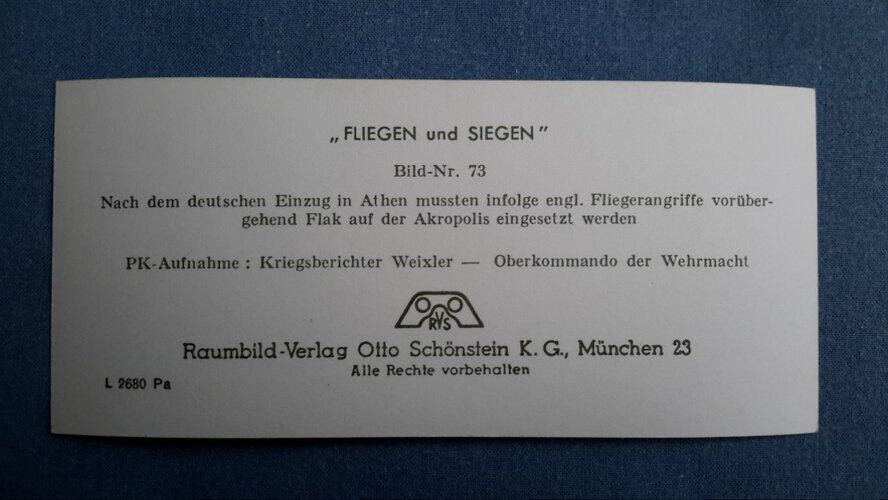 „FLIEGEN und SIEGEN”
Bild-Nr. 73
Nach dem deutschen Einzug in Athen mussten infolge engl. Fliegerangriffe vorüber-
gehend Flak auf der Akropolis eingesetzt werden
PK-Aufnahme : Kriegsberichter Weixler — Oberkommando der Wehrmacht
RVS
Raumbild-Verlag Otto Schönstein K. G., München 23
Alle Rechte vorbehalten
L 2680 Pa